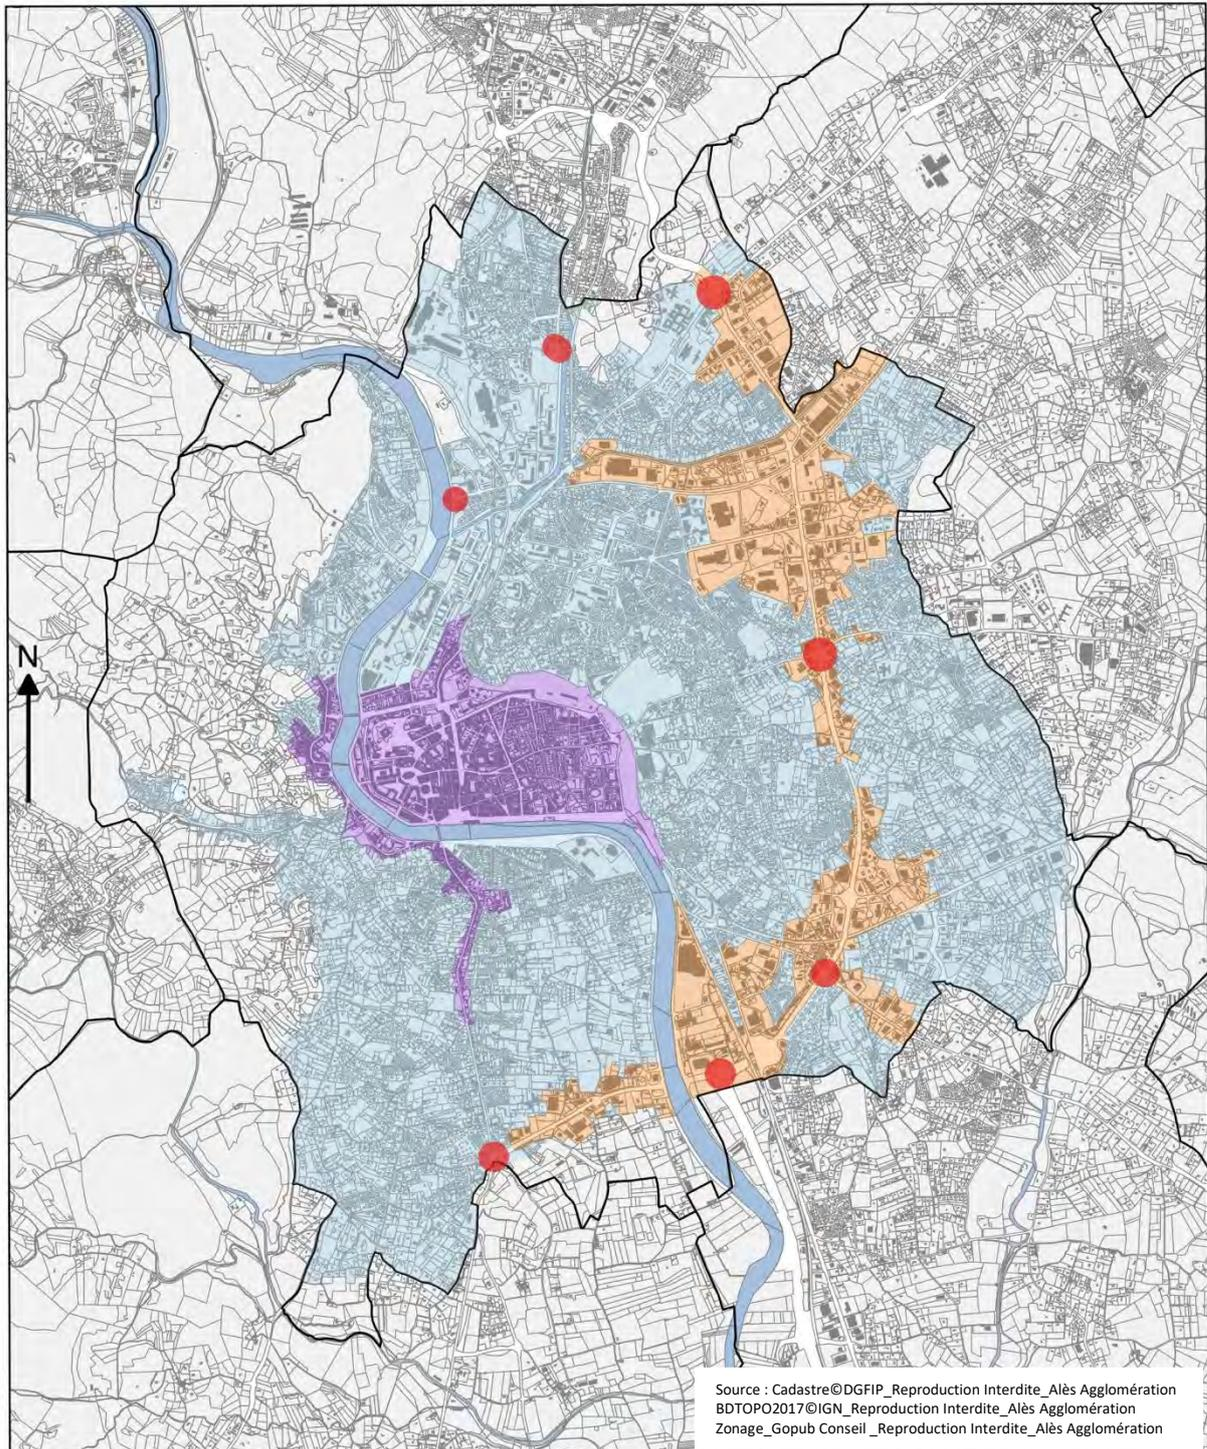 N
Source : Cadastre©DGFIP_Reproduction Interdite_Alès Agglomération
BDTOPO2017©IGN_Reproduction Interdite_Alès Agglomération
Zonage_Gopub Conseil _Reproduction Interdite_Alès Agglomération